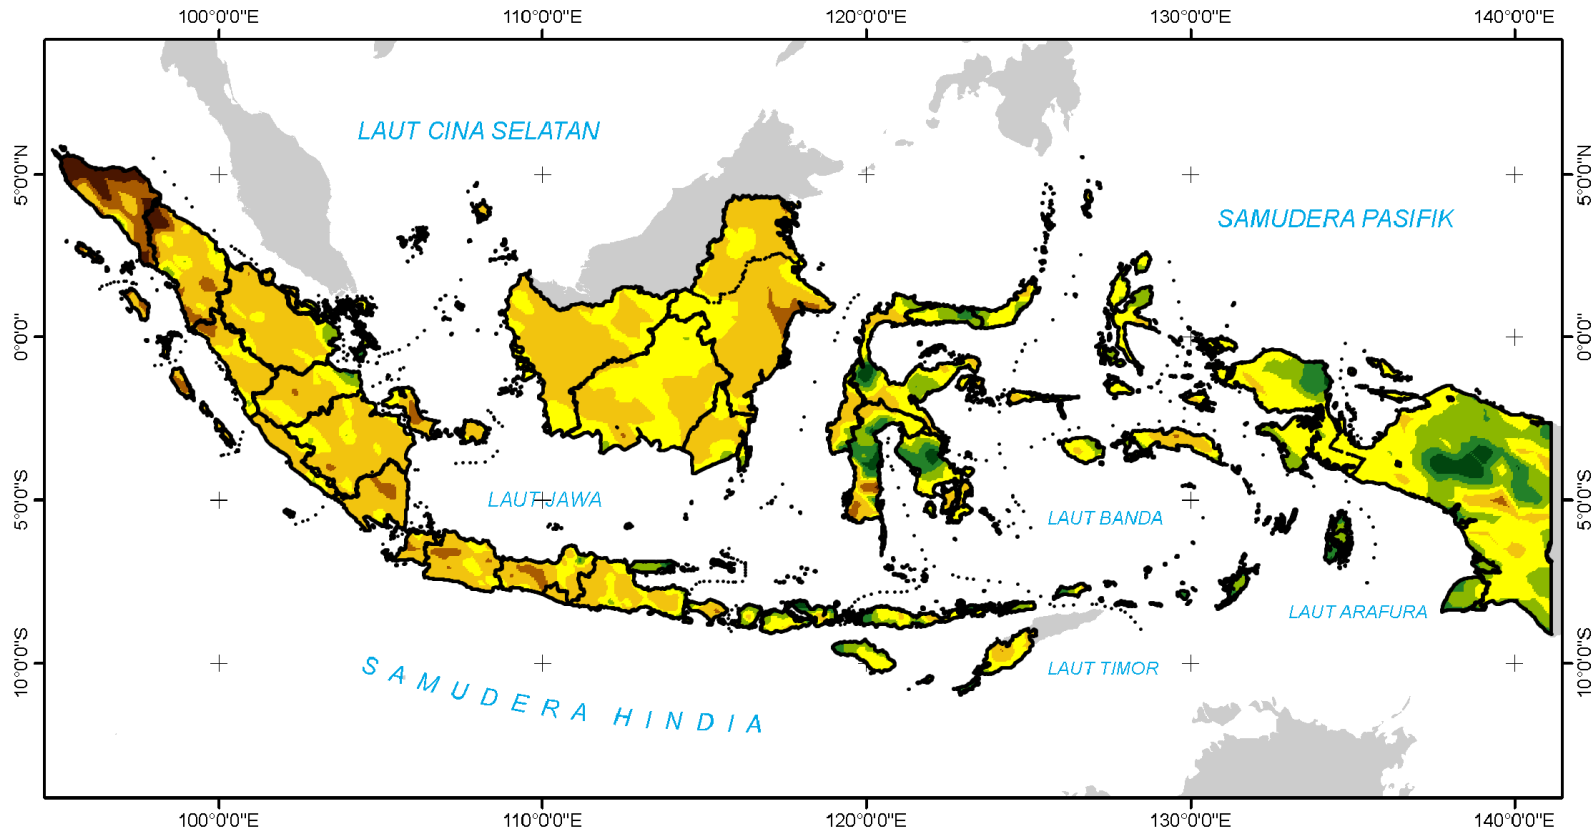 100°0'0"E 110°0'0"E 120°0'0"E 130°0'0"E 140°0'0"E
LAUT CINA SELATAN
5°0'0"N 5°0'0"N
SAMUDERA PASIFIK
0°0'0" 0°0'0"
LAUT JAWA
5°0'0"S 5°0'0"S
LAUT BANDA
LAUT ARAFURA
10°0'0"S 10°0'0"S
LAUT TIMOR
SAMUDERA HINDIA
100°0'0"E 110°0'0"E 120°0'0"E 130°0'0"E 140°0'0"E